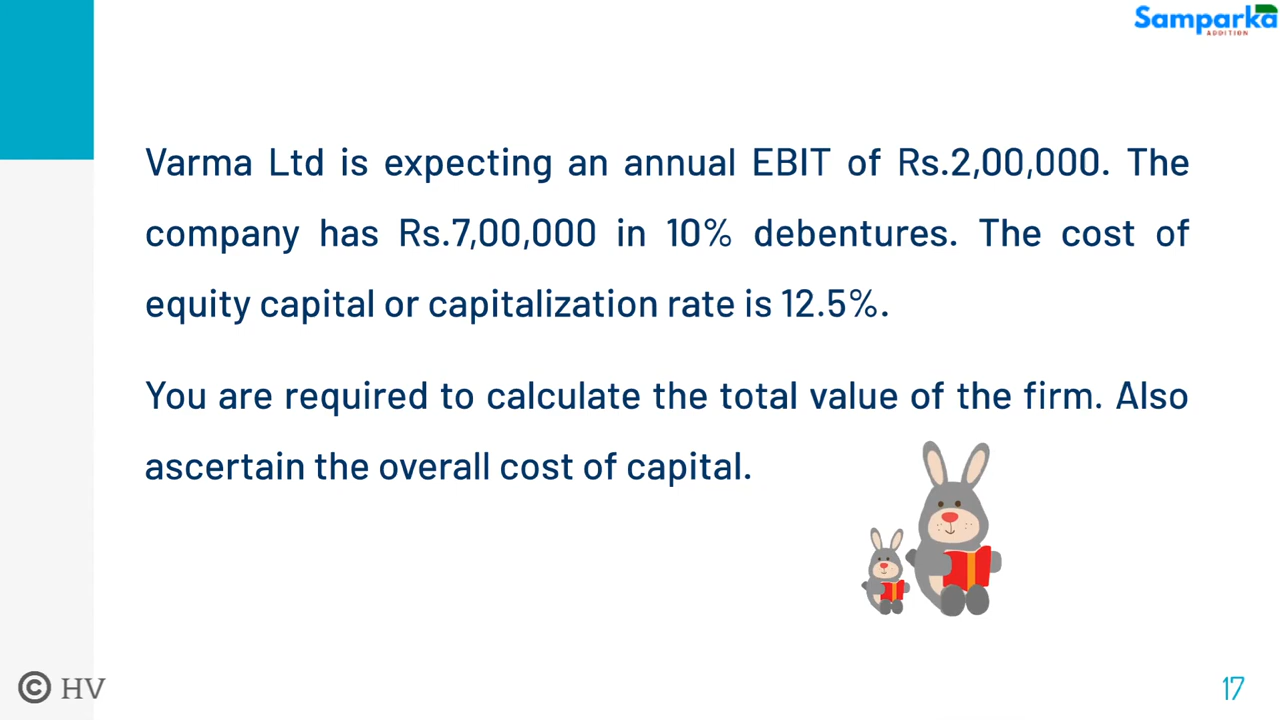 Samparka
ADDITION
Varma Ltd is expecting an annual EBIT of Rs.2,00,000. The
company has Rs.7,00,000 in 10% debentures. The cost of
equity capital or capitalization rate is 12.5%.
You are required to calculate the total value of the firm. Also
ascertain the overall cost of capital.
© HV
17